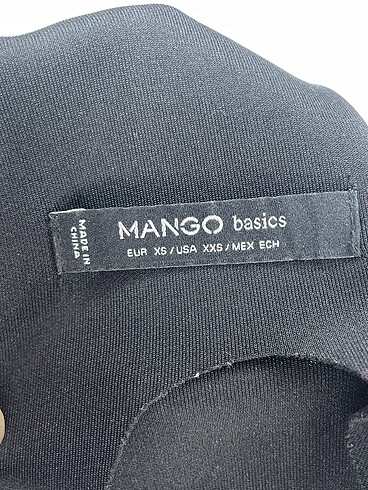 MANGO basics
EUR XS / USA XXS / MEX ECH
MADE IN
CHINA